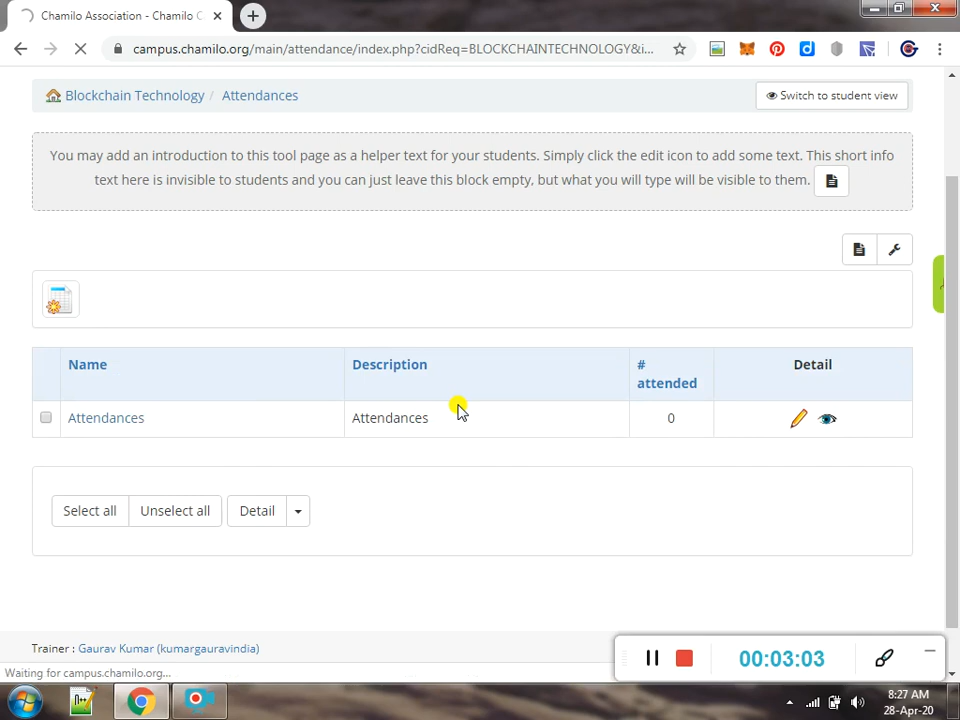 Chamilo Association - Chamilo C
campus.chamilo.org/main/attendance/index.php?cidReq=BLOCKCHAINTECHNOLOGY&i...
Blockchain Technology / Attendances
Switch to student view
You may add an introduction to this tool page as a helper text for your students. Simply click the edit icon to add some text. This short info
text here is invisible to students and you can just leave this block empty, but what you will type will be visible to them.
Name Description # attended Detail
Attendances Attendances 0
Select all Unselect all Detail
Trainer : Gaurav Kumar (kumargauravindia)
00:03:03
Waiting for campus.chamilo.org...
8:27 AM
28-Apr-20